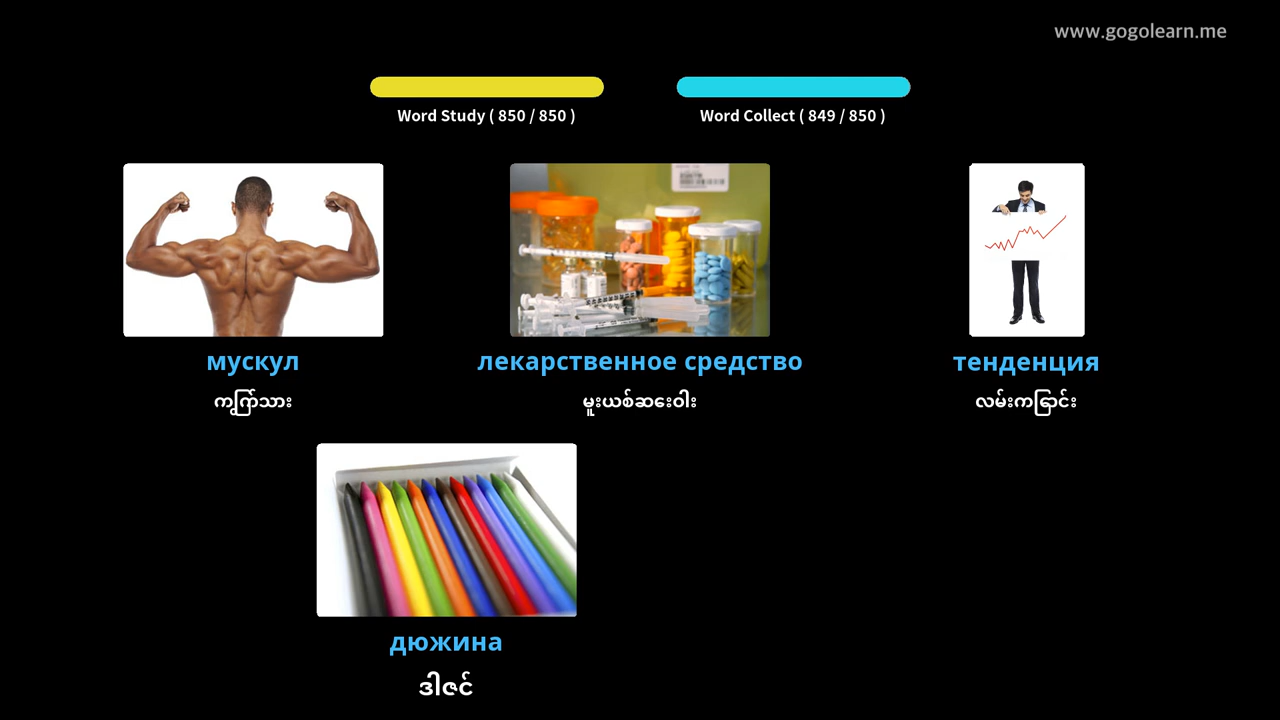 www.gogolearn.me
Word Study ( 850 / 850 )
Word Collect ( 849 / 850 )
мускул
лекарственное средство
тенденция
ကြွက်သား
မူးယစ်ဆေးဝါး
လမ်းကြောင်း
дюжина
ဒါဇင်